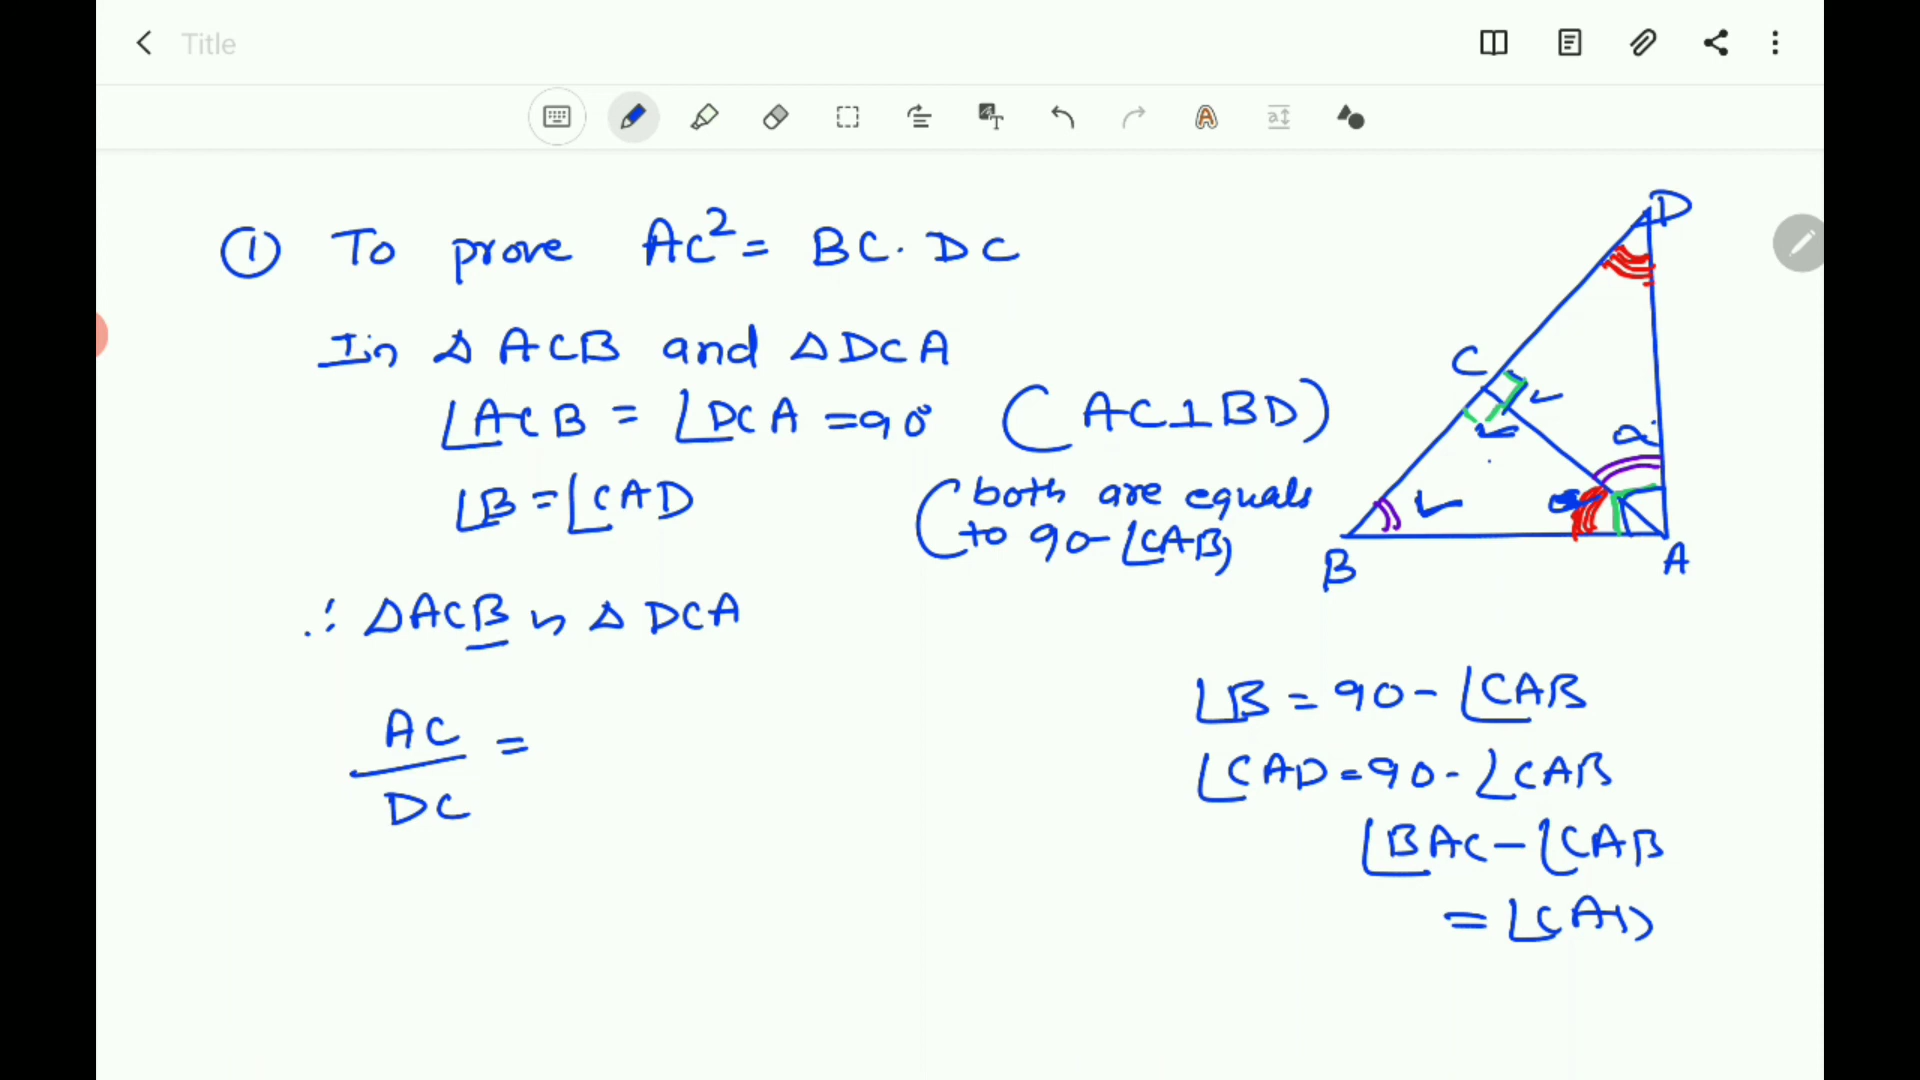 Title
① To prove AC² = BC . DC
In Δ ACB and Δ DCA
∠ACB = ∠DCA = 90° (AC⊥BD)
∠B = ∠CAD (both are equals
to 90-∠CAB)
∴ ΔACB ~ Δ DCA
AC/DC =
D
C
B
A
∠B = 90 - ∠CAB
∠CAD = 90 - ∠CAB
∠BAC - ∠CAB
= ∠CAD